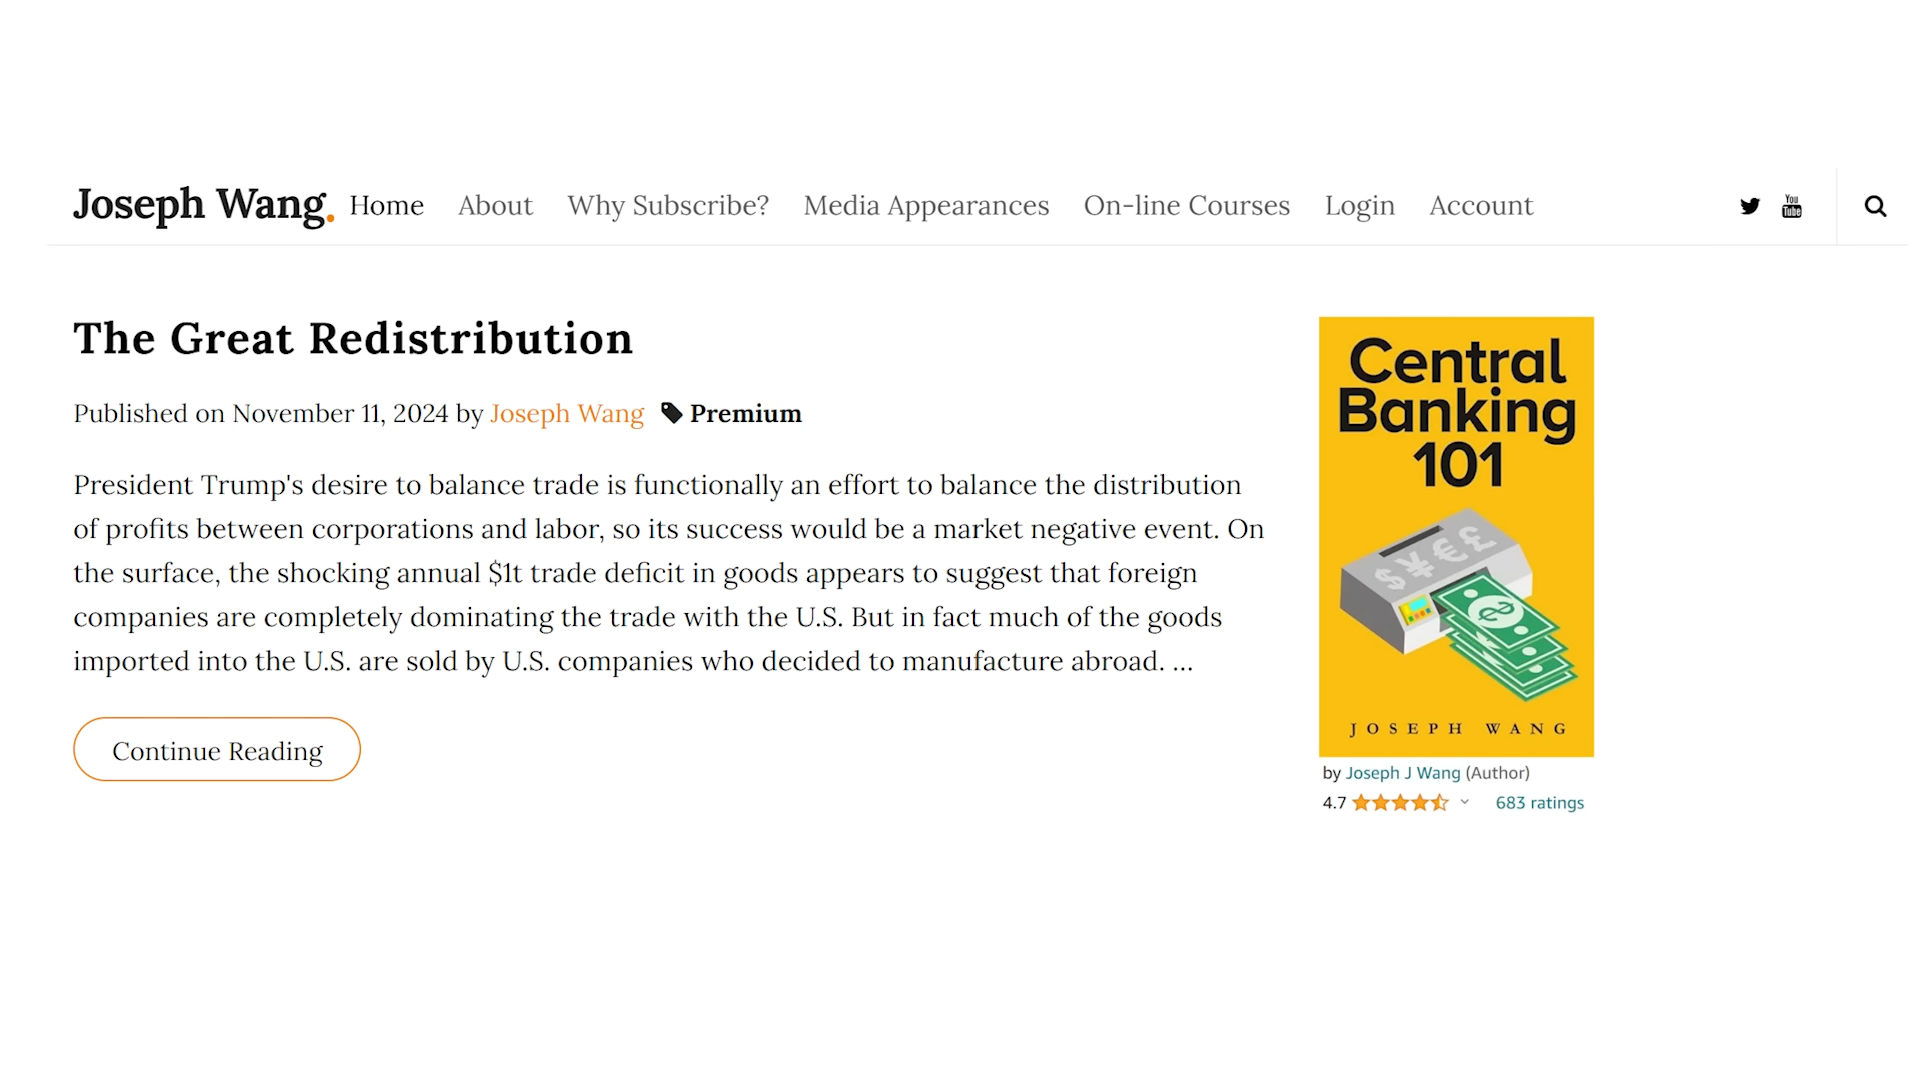 Joseph Wang. Home About Why Subscribe? Media Appearances On-line Courses Login Account
You Tube
The Great Redistribution
Published on November 11, 2024 by Joseph Wang Premium
President Trump's desire to balance trade is functionally an effort to balance the distribution
of profits between corporations and labor, so its success would be a market negative event. On
the surface, the shocking annual $1t trade deficit in goods appears to suggest that foreign
companies are completely dominating the trade with the U.S. But in fact much of the goods
imported into the U.S. are sold by U.S. companies who decided to manufacture abroad. ...
Continue Reading
Central
Banking
101
$¥€£
JOSEPH WANG
by Joseph J Wang (Author)
4.7 683 ratings